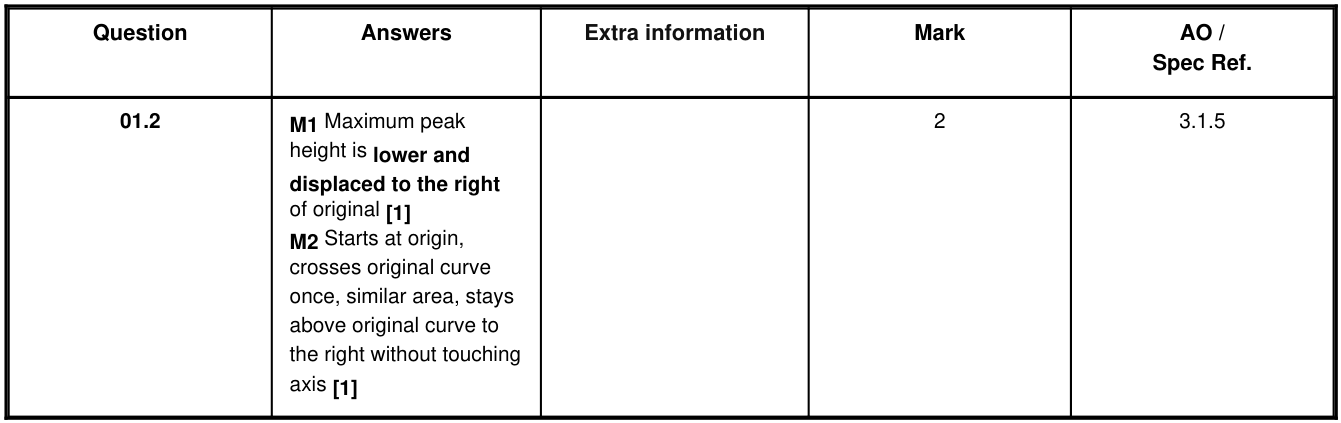 Question Answers Extra information Mark AO /
Spec Ref.
01.2 M1 Maximum peak 2 3.1.5
height is lower and
displaced to the right
of original [1]
M2 Starts at origin,
crosses original curve
once, similar area, stays
above original curve to
the right without touching
axis [1]